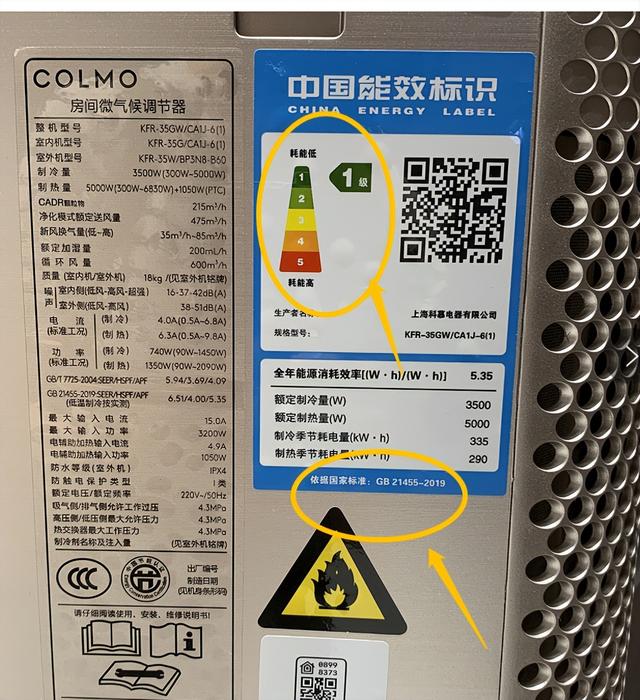 COLMO
房间微气候调节器
整机型号 KFR-35GW/CA1J-6(1)
室内机型号 KFR-35G/CA1J-6(1)
室外机型号 KFR-35W/BP3N8-B60
制冷量 3500W(300W~5000W)
制热量 5000W(300W~6830W)+1050W(PTC)
CADR颗粒物 215m³/h
净化模式额定送风量 475m³/h
新风换气量(低~高) 35m³/h~85m³/h
额定加湿量 200mL/h
循环风量 600m³/h
质量(室内机/室外机) 18kg/(见室外机铭牌)
噪声 室内侧(低风-高风-超强) 16-37-42dB(A)
室外侧(低风-高风) 38-51dB(A)
电流(标准工况) (制冷) 4.0A(0.5A~6.8A)
(制热) 6.3A(0.5A~9.8A)
功率(标准工况) (制冷) 740W(90W~1450W)
(制热) 1350W(90W~2090W)
GB/T 7725-2004:SEER/HSPF/APF 5.94/3.69/4.09
GB 21455-2019:SEER/HSPF/APF 6.51/4.00/5.35
(低温制冷按实测)
最大输入电流 15.0A
最大输入功率 3200W
电辅助加热输入电流 4.9A
电辅助加热输入功率 1050W
防水等级(室外机) IPX4
防触电保护类型 I类
额定电压/额定频率 220V~/50Hz
吸气侧/排气侧允许工作过压 4.3MPa
高压侧/低压侧最大允许压力 4.3MPa
热交换器最大工作压力 4.3MPa
制冷剂名称及注入量 (见室外机铭牌)
出厂编号
制造日期
(见机身条形码)
请仔细阅读使用、安装、维修说明书!
中国能效标识
CHINA ENERGY LABEL
耗能低
1
2
3
4
5
1级
耗能高
生产者名
上海科慕电器有限公司
规格型号:
KFR-35GW/CA1J-6(1)
全年能源消耗效率[(W·h)/(W·h)] 5.35
额定制冷量(W) 3500
额定制热量(W) 5000
制冷季节耗电量(kW·h) 335
制热季节耗电量(kW·h) 290
依据国家标准: GB 21455-2019
0899
8373